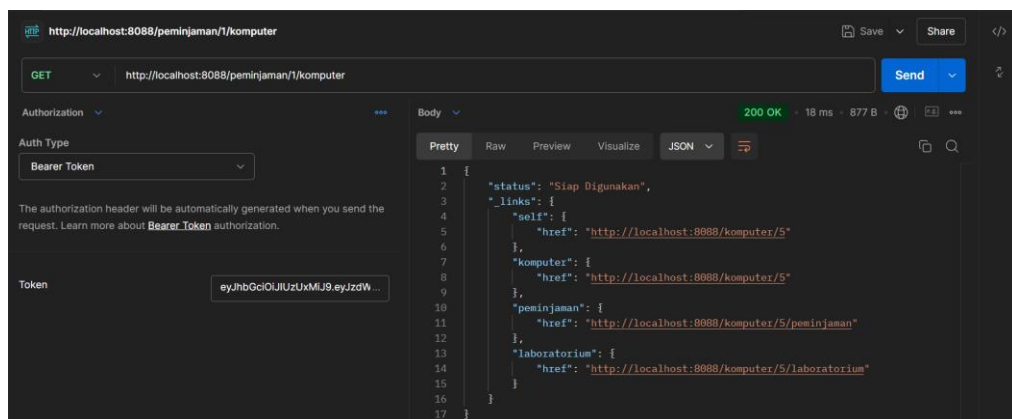 HTTP http://localhost:8088/peminjaman/1/komputer Save Share </>
GET http://localhost:8088/peminjaman/1/komputer Send
Authorization Body 200 OK 18 ms 877 B
Auth Type Pretty Raw Preview Visualize JSON
Bearer Token
1 {
2 "status": "Siap Digunakan",
3 "_links": {
The authorization header will be automatically generated when you send the
request. Learn more about Bearer Token authorization.
4 "self": {
5 "href": "http://localhost:8088/komputer/5"
6 },
7 "komputer": {
8 "href": "http://localhost:8088/komputer/5"
9 },
Token eyJhbGciOiJIUzUxMiJ9.eyJzdW...
10 "peminjaman": {
11 "href": "http://localhost:8088/komputer/5/peminjaman"
12 },
13 "laboratorium": {
14 "href": "http://localhost:8088/komputer/5/laboratorium"
15 }
16 }
17 }